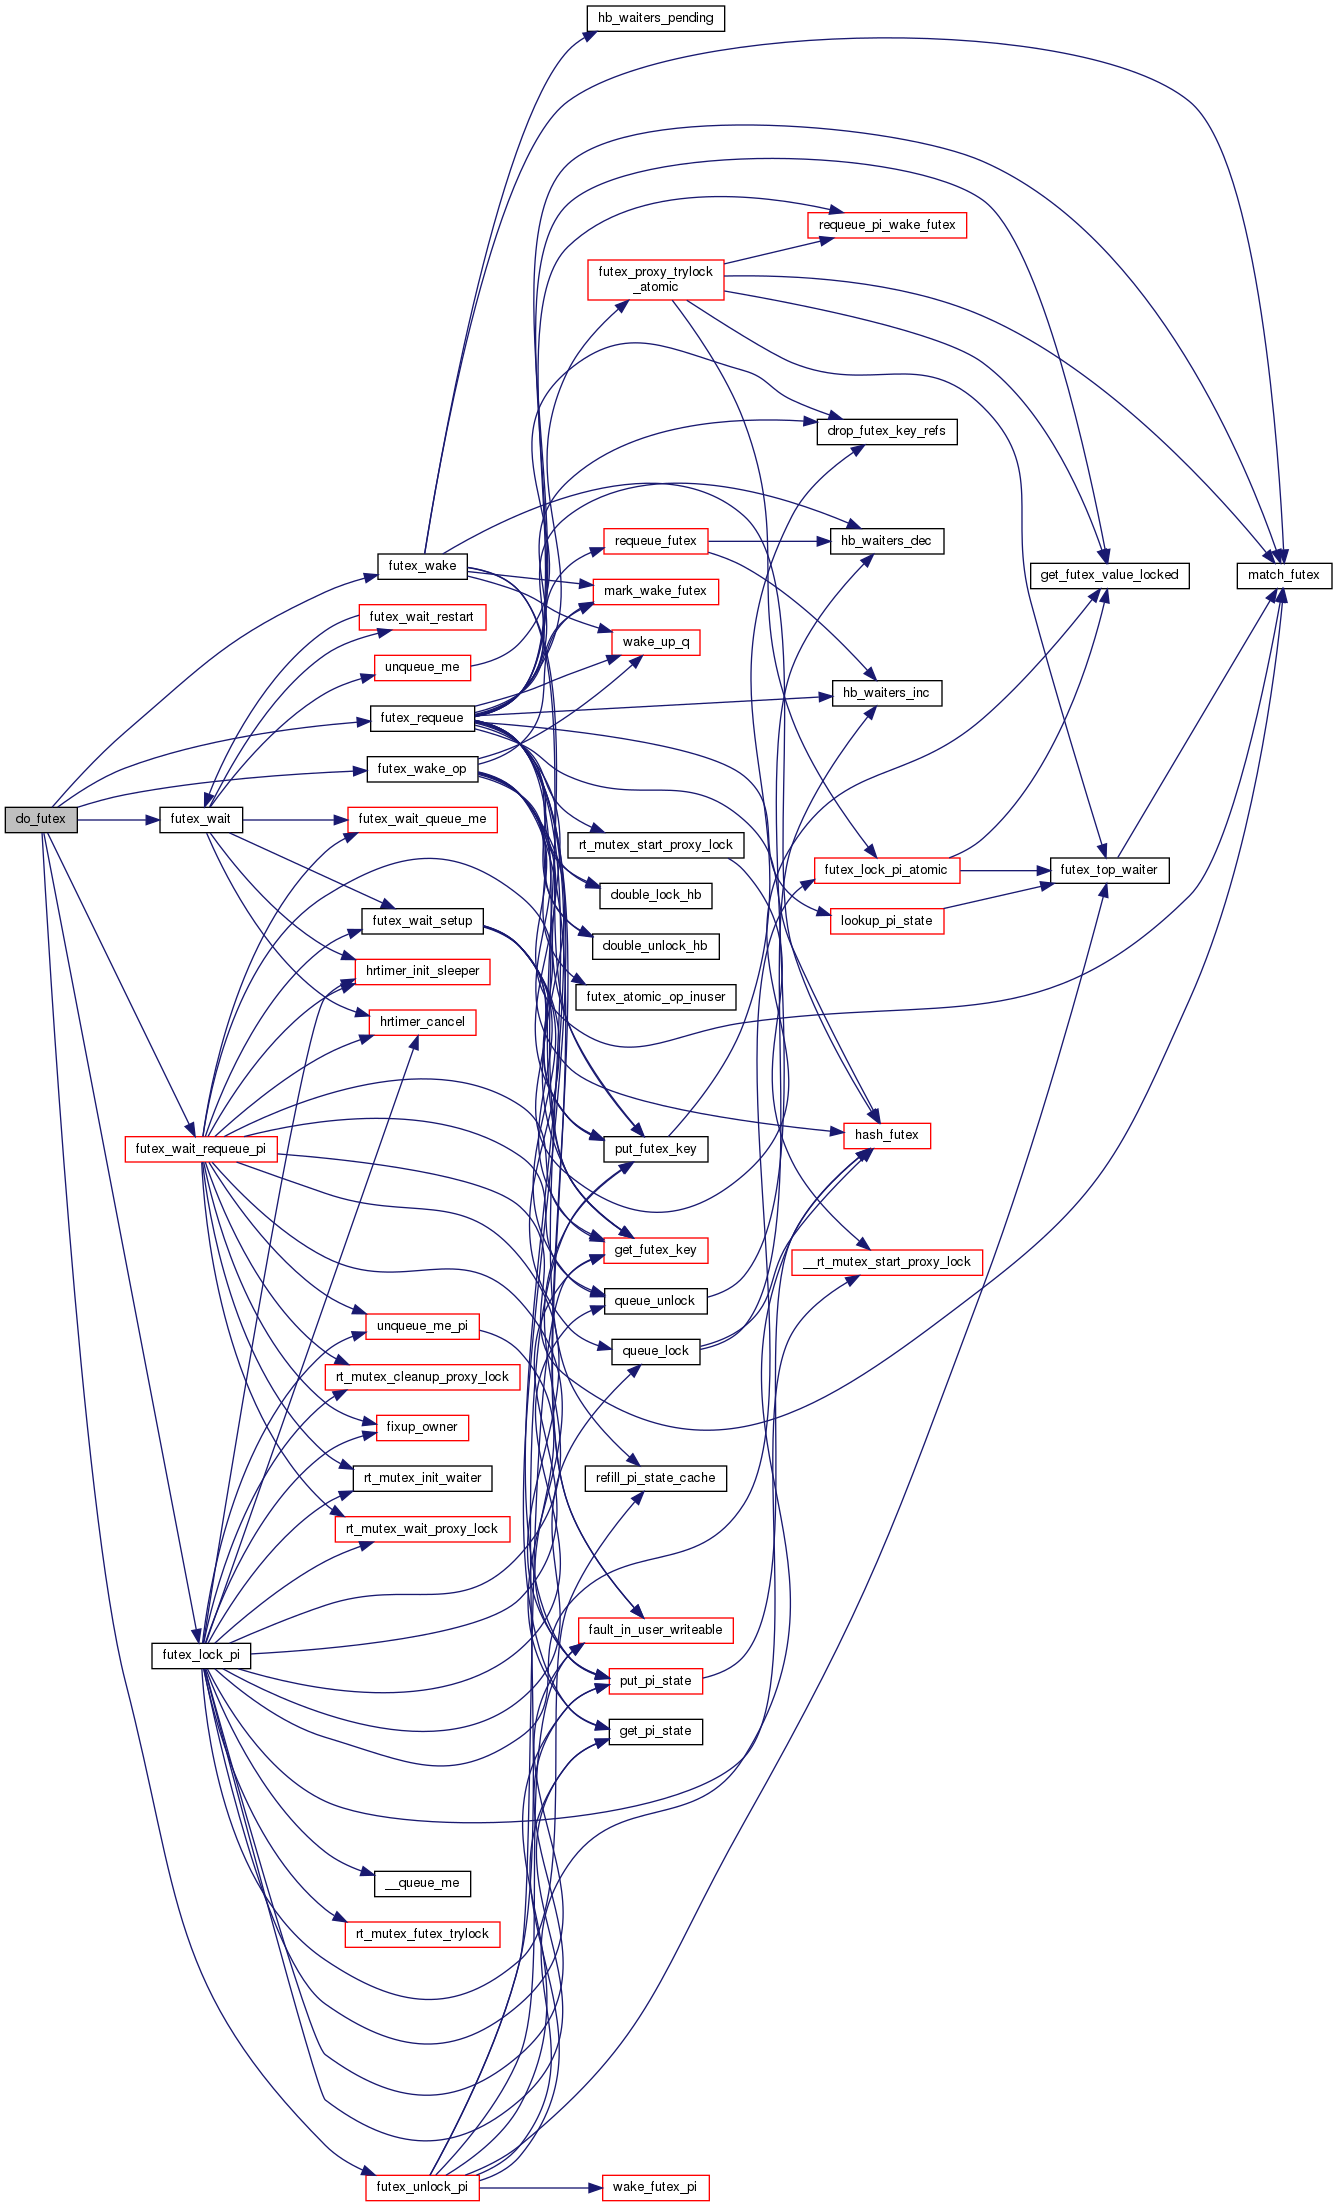 hb_waiters_pending
requeue_pi_wake_futex
futex_proxy_trylock
_atomic
drop_futex_key_refs
requeue_futex
hb_waiters_dec
futex_wake
get_futex_value_locked
match_futex
mark_wake_futex
futex_wait_restart
wake_up_q
unqueue_me
hb_waiters_inc
futex_requeue
futex_wake_op
do_futex
futex_wait
futex_wait_queue_me
rt_mutex_start_proxy_lock
futex_lock_pi_atomic
futex_top_waiter
double_lock_hb
futex_wait_setup
lookup_pi_state
double_unlock_hb
hrtimer_init_sleeper
futex_atomic_op_inuser
hrtimer_cancel
hash_futex
futex_wait_requeue_pi
put_futex_key
get_futex_key
__rt_mutex_start_proxy_lock
queue_unlock
unqueue_me_pi
queue_lock
rt_mutex_cleanup_proxy_lock
fixup_owner
rt_mutex_init_waiter
refill_pi_state_cache
rt_mutex_wait_proxy_lock
fault_in_user_writeable
futex_lock_pi
put_pi_state
get_pi_state
__queue_me
rt_mutex_futex_trylock
futex_unlock_pi
wake_futex_pi